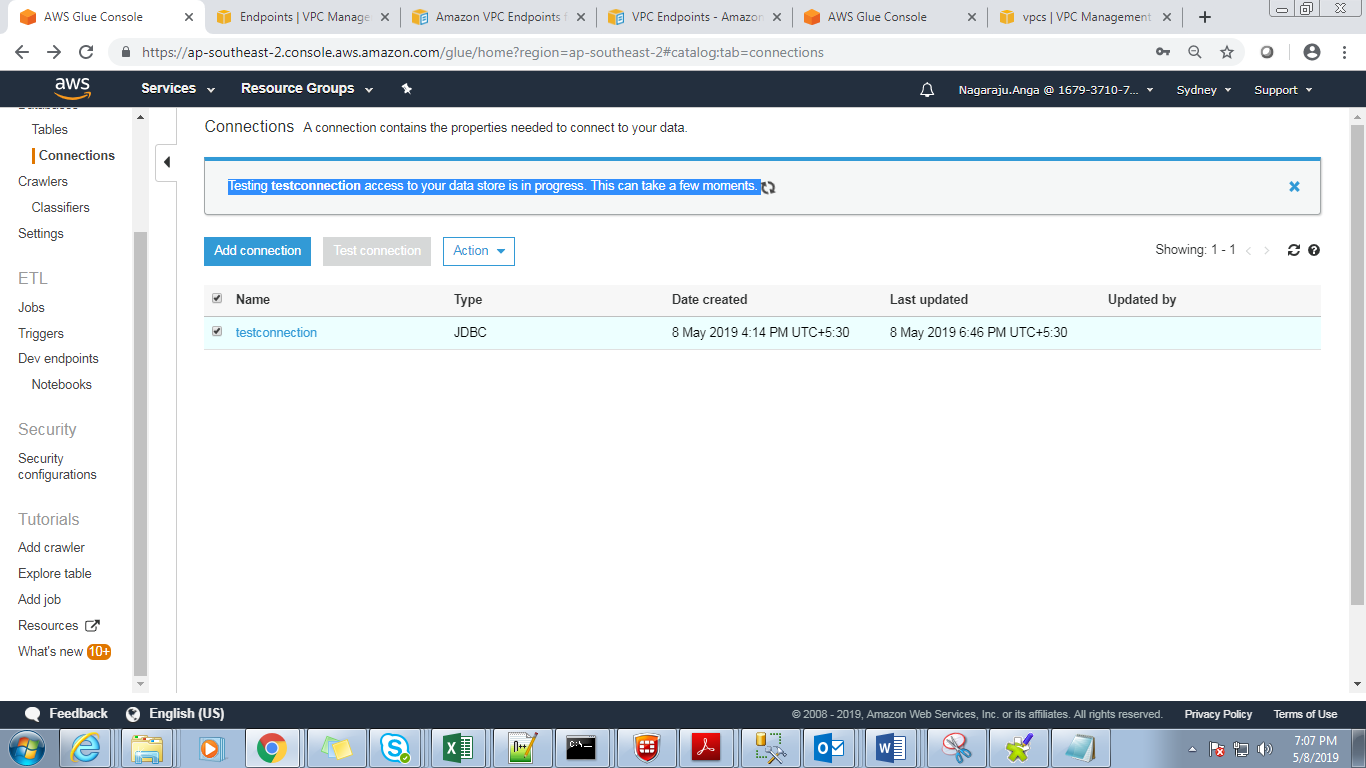 AWS Glue Console
Endpoints | VPC Manage
Amazon VPC Endpoints f
VPC Endpoints - Amazon
AWS Glue Console
vpcs | VPC Management
https://ap-southeast-2.console.aws.amazon.com/glue/home?region=ap-southeast-2#catalog:tab=connections
aws
Services
Resource Groups
Nagaraju.Anga @ 1679-3710-7...
Sydney
Support
Tables
Connections
Crawlers
Classifiers
Settings
ETL
Jobs
Triggers
Dev endpoints
Notebooks
Security
Security
configurations
Tutorials
Add crawler
Explore table
Add job
Resources
What's new 10+
Connections A connection contains the properties needed to connect to your data.
Testing testconnection access to your data store is in progress. This can take a few moments.
Add connection
Test connection
Action
Showing: 1 - 1
Name Type Date created Last updated Updated by
testconnection JDBC 8 May 2019 4:14 PM UTC+5:30 8 May 2019 6:46 PM UTC+5:30
Feedback
English (US)
© 2008 - 2019, Amazon Web Services, Inc. or its affiliates. All rights reserved.
Privacy Policy
Terms of Use
7:07 PM
5/8/2019